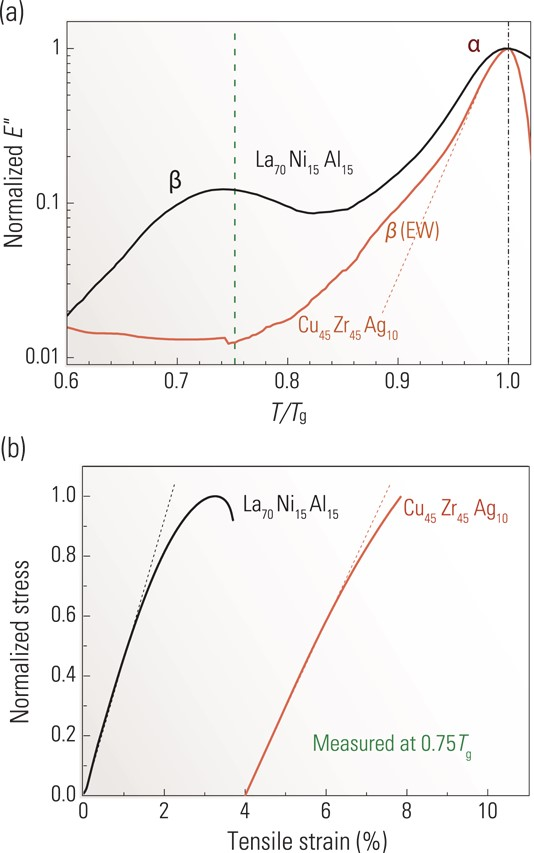 (a)
Normalized E"
1
0.1
0.01
α
β
La70Ni15Al15
β(EW)
Cu45Zr45Ag10
0.6 0.7 0.8 0.9 1.0
T/Tg
(b)
Normalized stress
1.0
0.8
0.6
0.4
0.2
0.0
La70Ni15Al15
Cu45Zr45Ag10
Measured at 0.75Tg
0 2 4 6 8 10
Tensile strain (%)